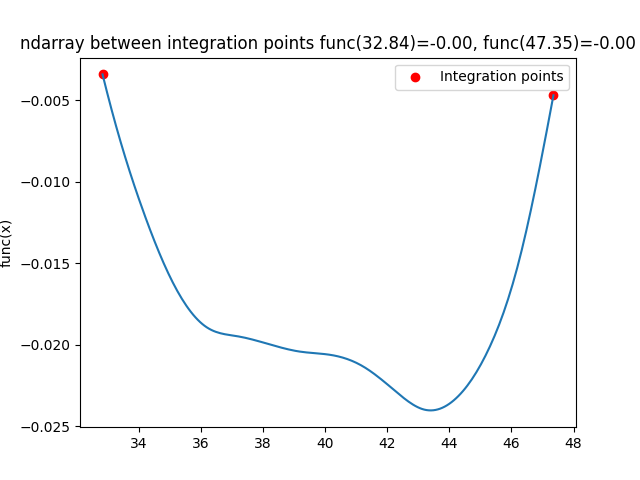 ndarray between integration points func(32.84)=-0.00, func(47.35)=-0.00
Integration points
−0.005
−0.010
−0.015
−0.020
−0.025
func(x)
34 36 38 40 42 44 46 48